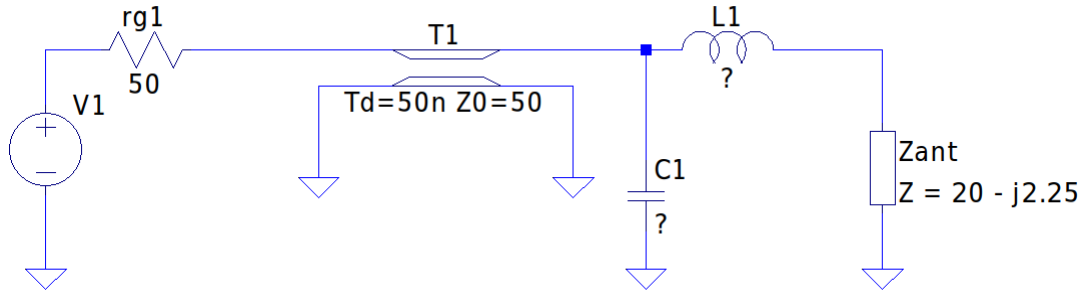 rg1
50
V1
+
−
T1
Td=50n Z0=50
L1
?
C1
?
Zant
Z = 20 - j2.25